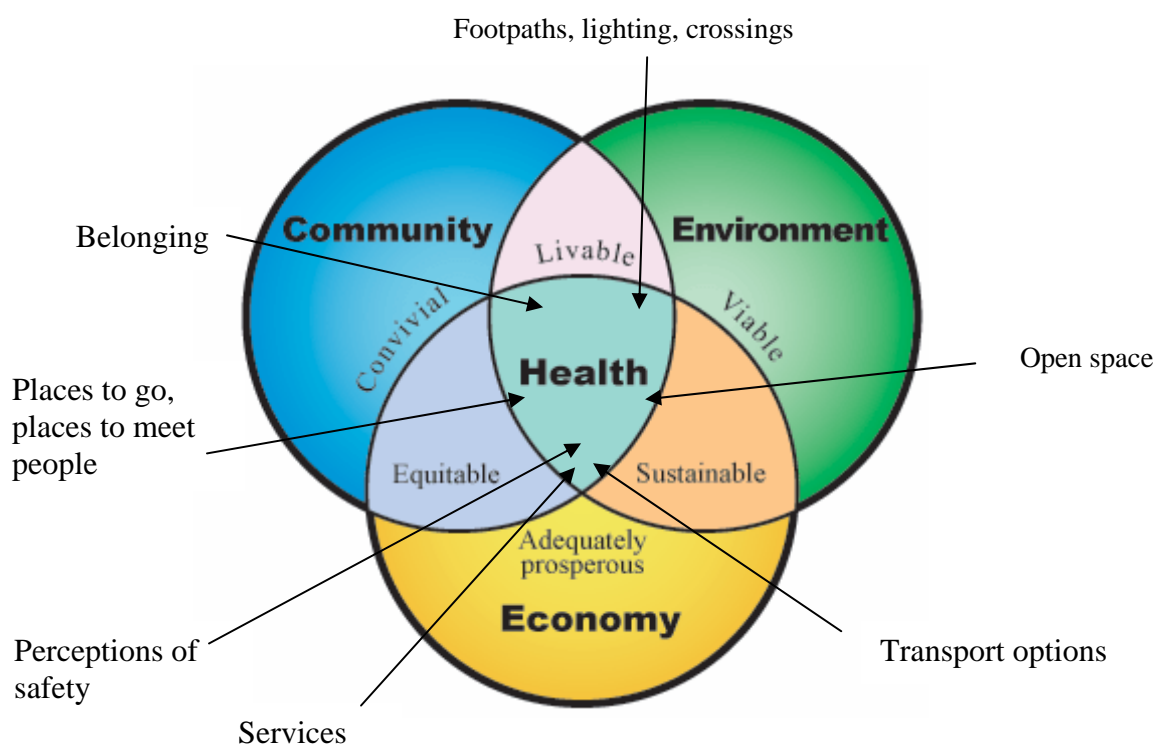 Footpaths, lighting, crossings
Community
Environment
Belonging
Livable
Convivial
Viable
Open space
Health
Places to go,
places to meet
people
Equitable
Sustainable
Adequately
prosperous
Economy
Perceptions of
safety
Transport options
Services